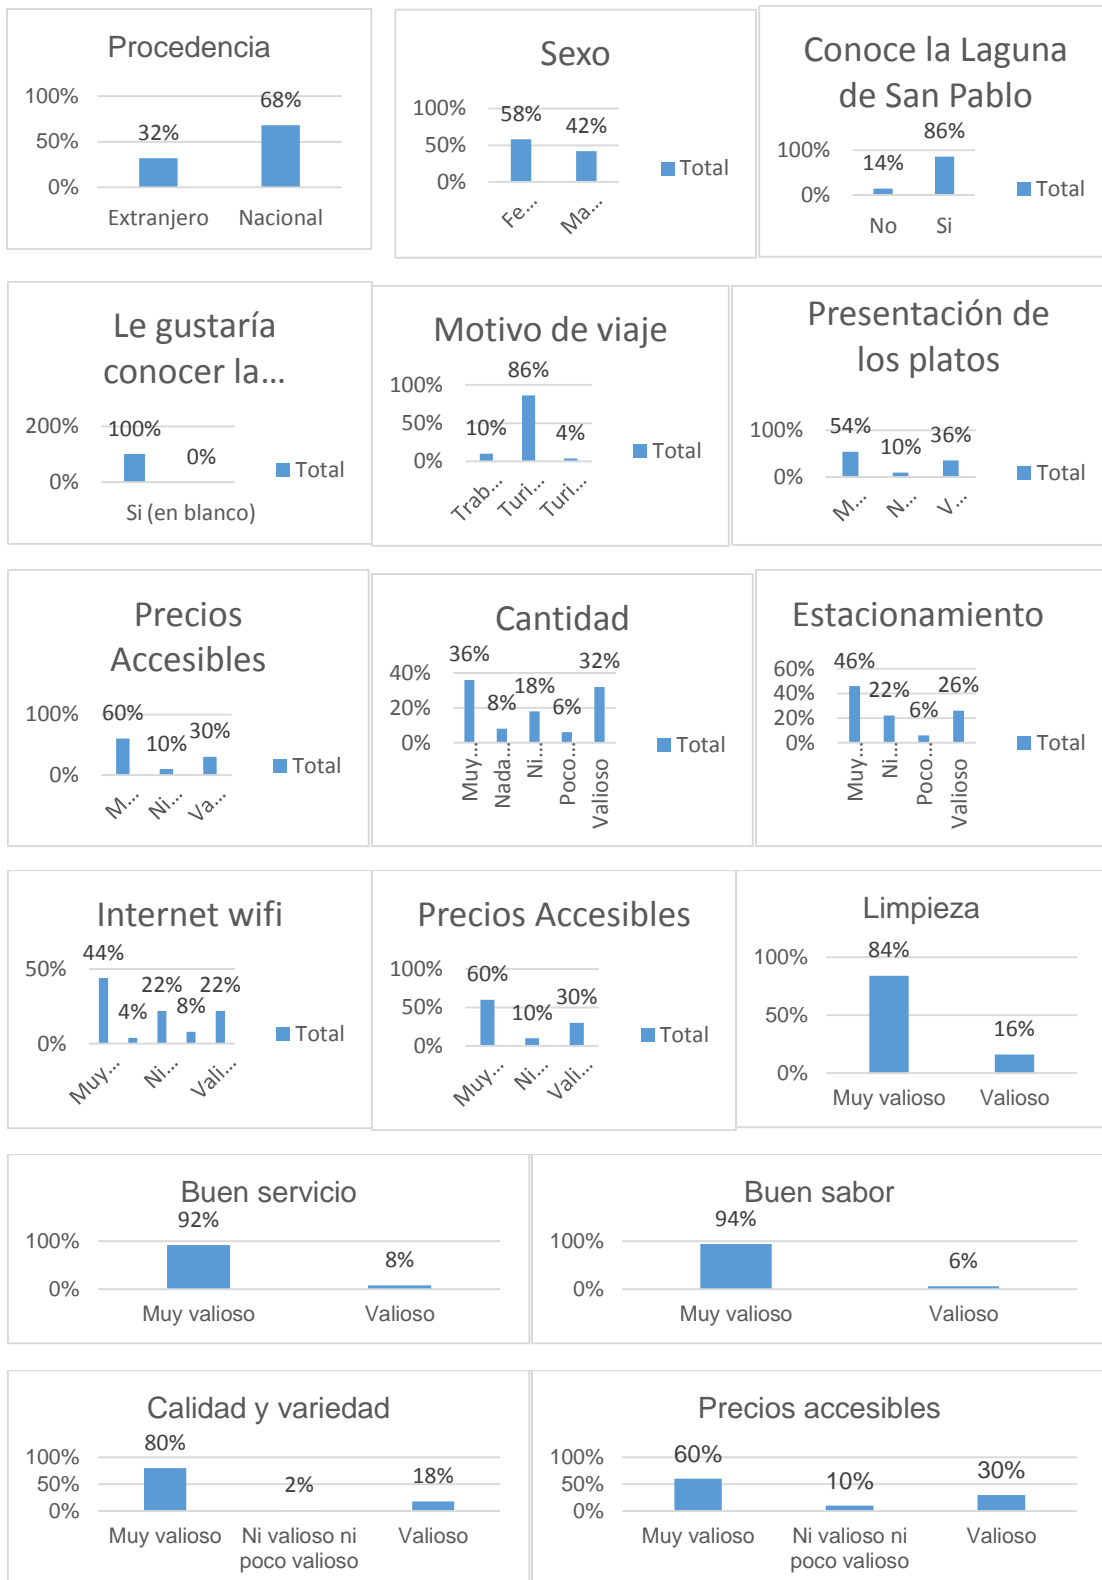 Procedencia
100%
50%
0%
32%
68%
Extranjero
Nacional
Sexo
100%
50%
0%
58%
42%
Fe...
Ma...
Total
Conoce la Laguna
de San Pablo
100%
0%
14%
86%
No
Si
Total
Le gustaría
conocer la...
200%
0%
100%
0%
Si (en blanco)
Total
Motivo de viaje
100%
50%
0%
10%
86%
4%
Trab...
Turi...
Turi...
Total
Presentación de
los platos
100%
0%
54%
10%
36%
M...
N...
V...
Total
Precios
Accesibles
100%
0%
60%
10%
30%
M...
Ni...
Va...
Total
Cantidad
40%
20%
0%
36%
8%
18%
6%
32%
Muy...
Nada...
Ni...
Poco...
Valioso
Total
Estacionamiento
60%
40%
20%
0%
46%
22%
6%
26%
Muy...
Ni...
Poco...
Valioso
Total
Internet wifi
50%
0%
44%
4%
22%
8%
22%
Muy...
Ni...
Vali...
Total
Precios Accesibles
100%
50%
0%
60%
10%
30%
Muy...
Ni...
Vali...
Total
Limpieza
100%
50%
0%
84%
16%
Muy valioso
Valioso
Buen servicio
100%
0%
92%
8%
Muy valioso
Valioso
Buen sabor
100%
0%
94%
6%
Muy valioso
Valioso
Calidad y variedad
100%
50%
0%
80%
2%
18%
Muy valioso
Ni valioso ni
poco valioso
Valioso
Precios accesibles
100%
50%
0%
60%
10%
30%
Muy valioso
Ni valioso ni
poco valioso
Valioso